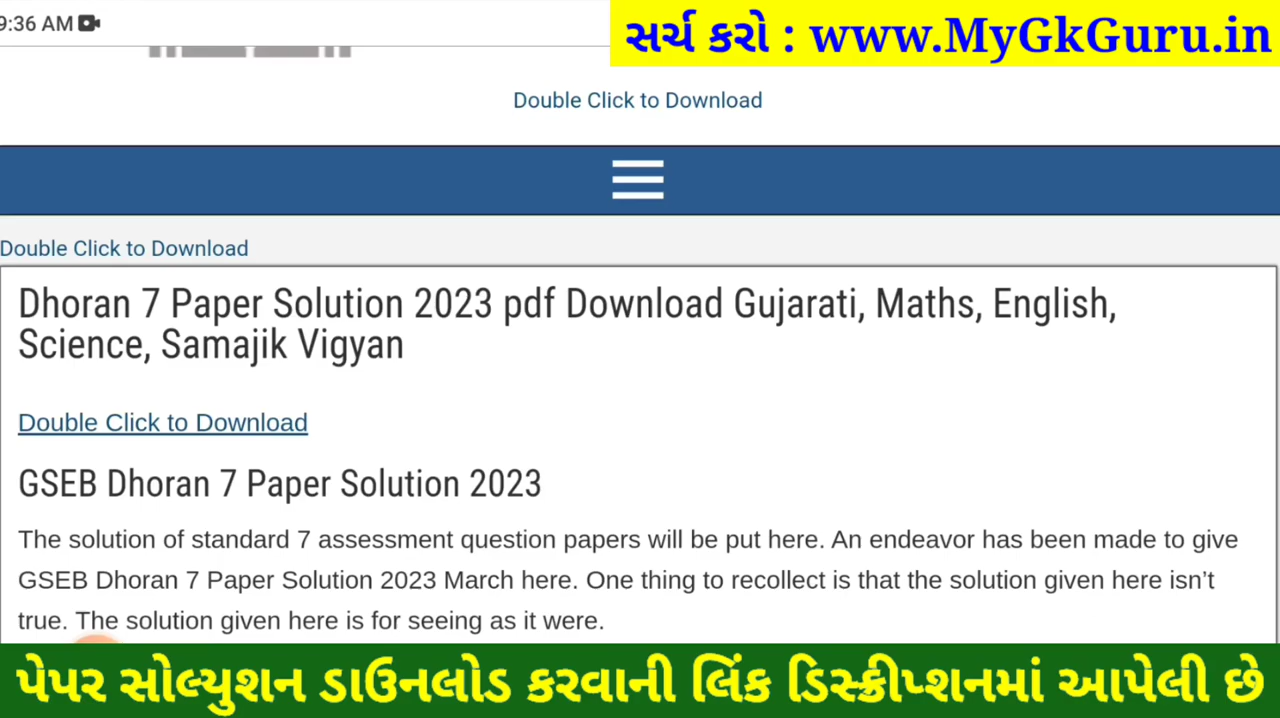 9:36 AM
સર્ચ કરો : www.MyGkGuru.in
Double Click to Download
Double Click to Download
Dhoran 7 Paper Solution 2023 pdf Download Gujarati, Maths, English,
Science, Samajik Vigyan
Double Click to Download
GSEB Dhoran 7 Paper Solution 2023
The solution of standard 7 assessment question papers will be put here. An endeavor has been made to give
GSEB Dhoran 7 Paper Solution 2023 March here. One thing to recollect is that the solution given here isn’t
true. The solution given here is for seeing as it were.
પેપર સોલ્યુશન ડાઉનલોડ કરવાની લિંક ડિસ્ક્રીપ્શનમાં આપેલી છે